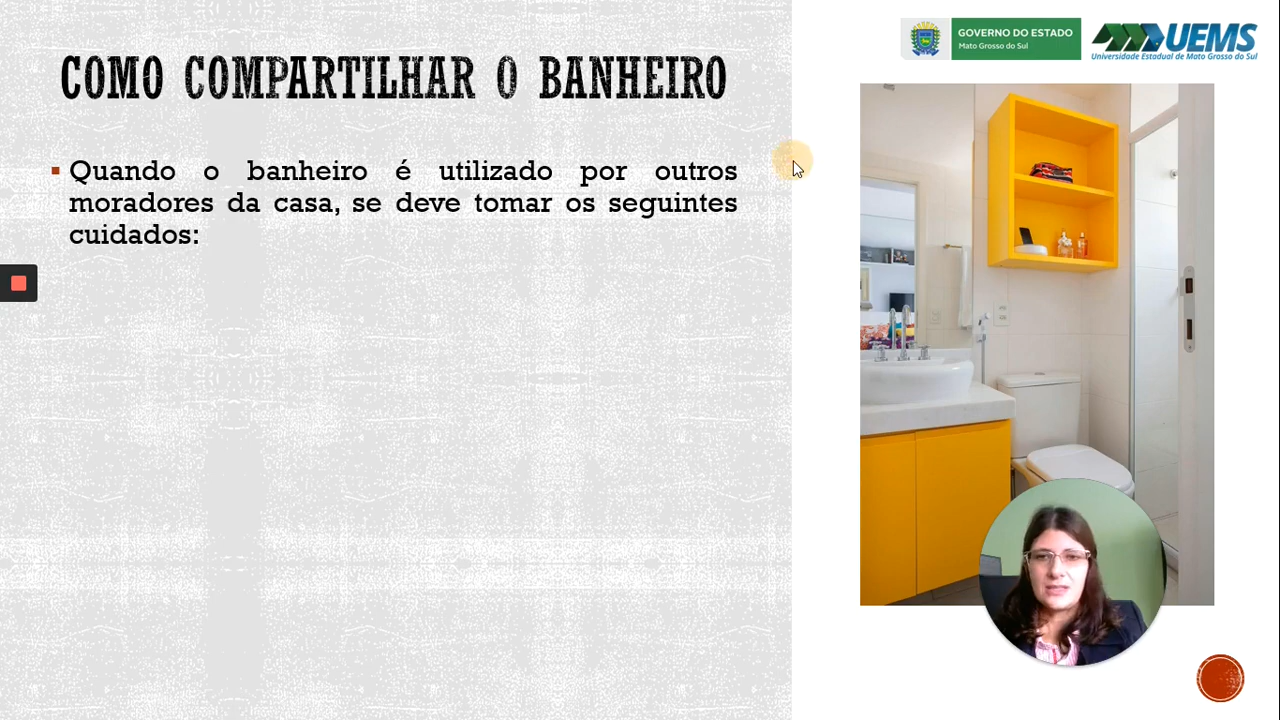 GOVERNO DO ESTADO
Mato Grosso do Sul
UEMS
Universidade Estadual de Mato Grosso do Sul
COMO COMPARTILHAR O BANHEIRO
Quando o banheiro é utilizado por outros
moradores da casa, se deve tomar os seguintes
cuidados: